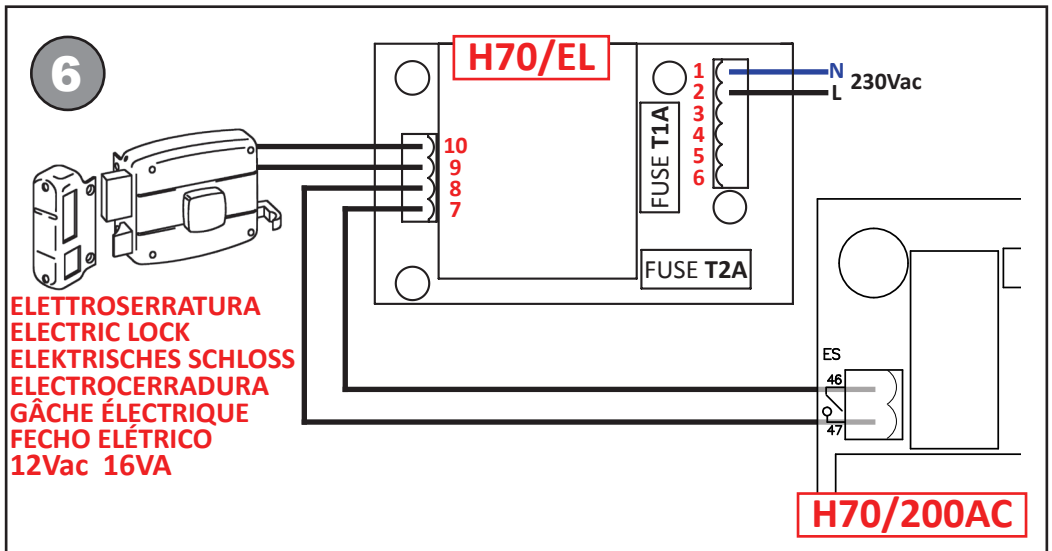 6
H70/EL
1
2
3
4
5
6
N
L
230Vac
FUSE T1A
FUSE T2A
10
9
8
7
ELETTROSERRATURA
ELECTRIC LOCK
ELEKTRISCHES SCHLOSS
ELECTROCERRADURA
GÂCHE ÉLECTRIQUE
FECHO ELÉTRICO
12Vac 16VA
ES
46
47
H70/200AC